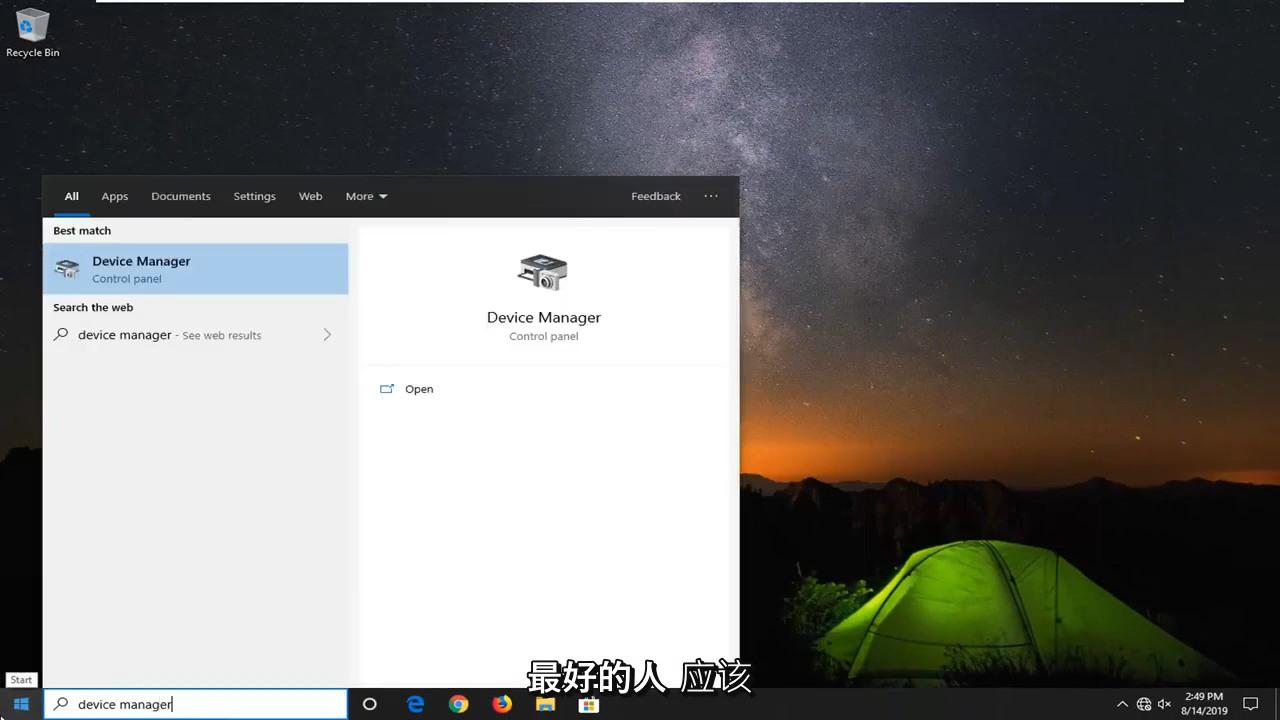 Recycle Bin
All Apps Documents Settings Web More Feedback ···
Best match
Device Manager
Control panel
Search the web
device manager - See web results
Device Manager
Control panel
Open
最好的人 应该
Start
device manager
2:49 PM
8/14/2019